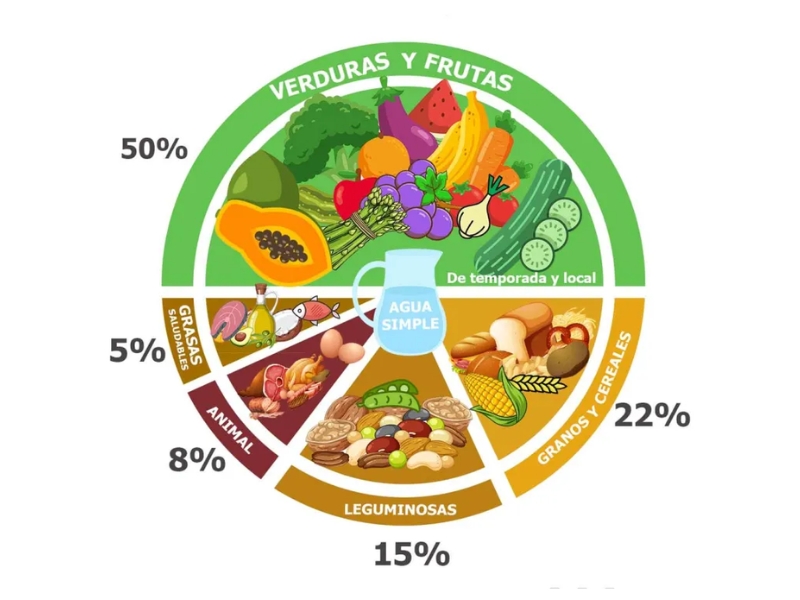 VERDURAS Y FRUTAS
50%
De temporada y local
AGUA
SIMPLE
GRASAS
SALUDABLES
5%
ANIMAL
8%
LEGUMINOSAS
15%
GRANOS Y CEREALES
22%